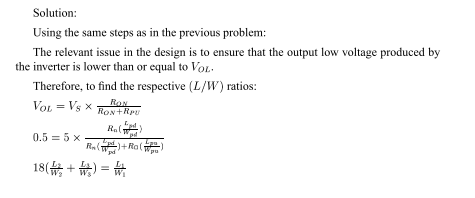 Solution:
Using the same steps as in the previous problem:
The relevant issue in the design is to ensure that the output low voltage produced by
the inverter is lower than or equal to V_{OL}.
Therefore, to find the respective (L/W) ratios:
V_{OL} = V_S × \frac{R_{ON}}{R_{ON}+R_{PU}}
0.5 = 5 × \frac{R_n(\frac{L_{pd}}{W_{pd}})}{R_n(\frac{L_{pd}}{W_{pd}})+R_{\square}(\frac{L_{pu}}{W_{pu}})}
18(\frac{L_2}{W_2} + \frac{L_3}{W_3}) = \frac{L_1}{W_1}